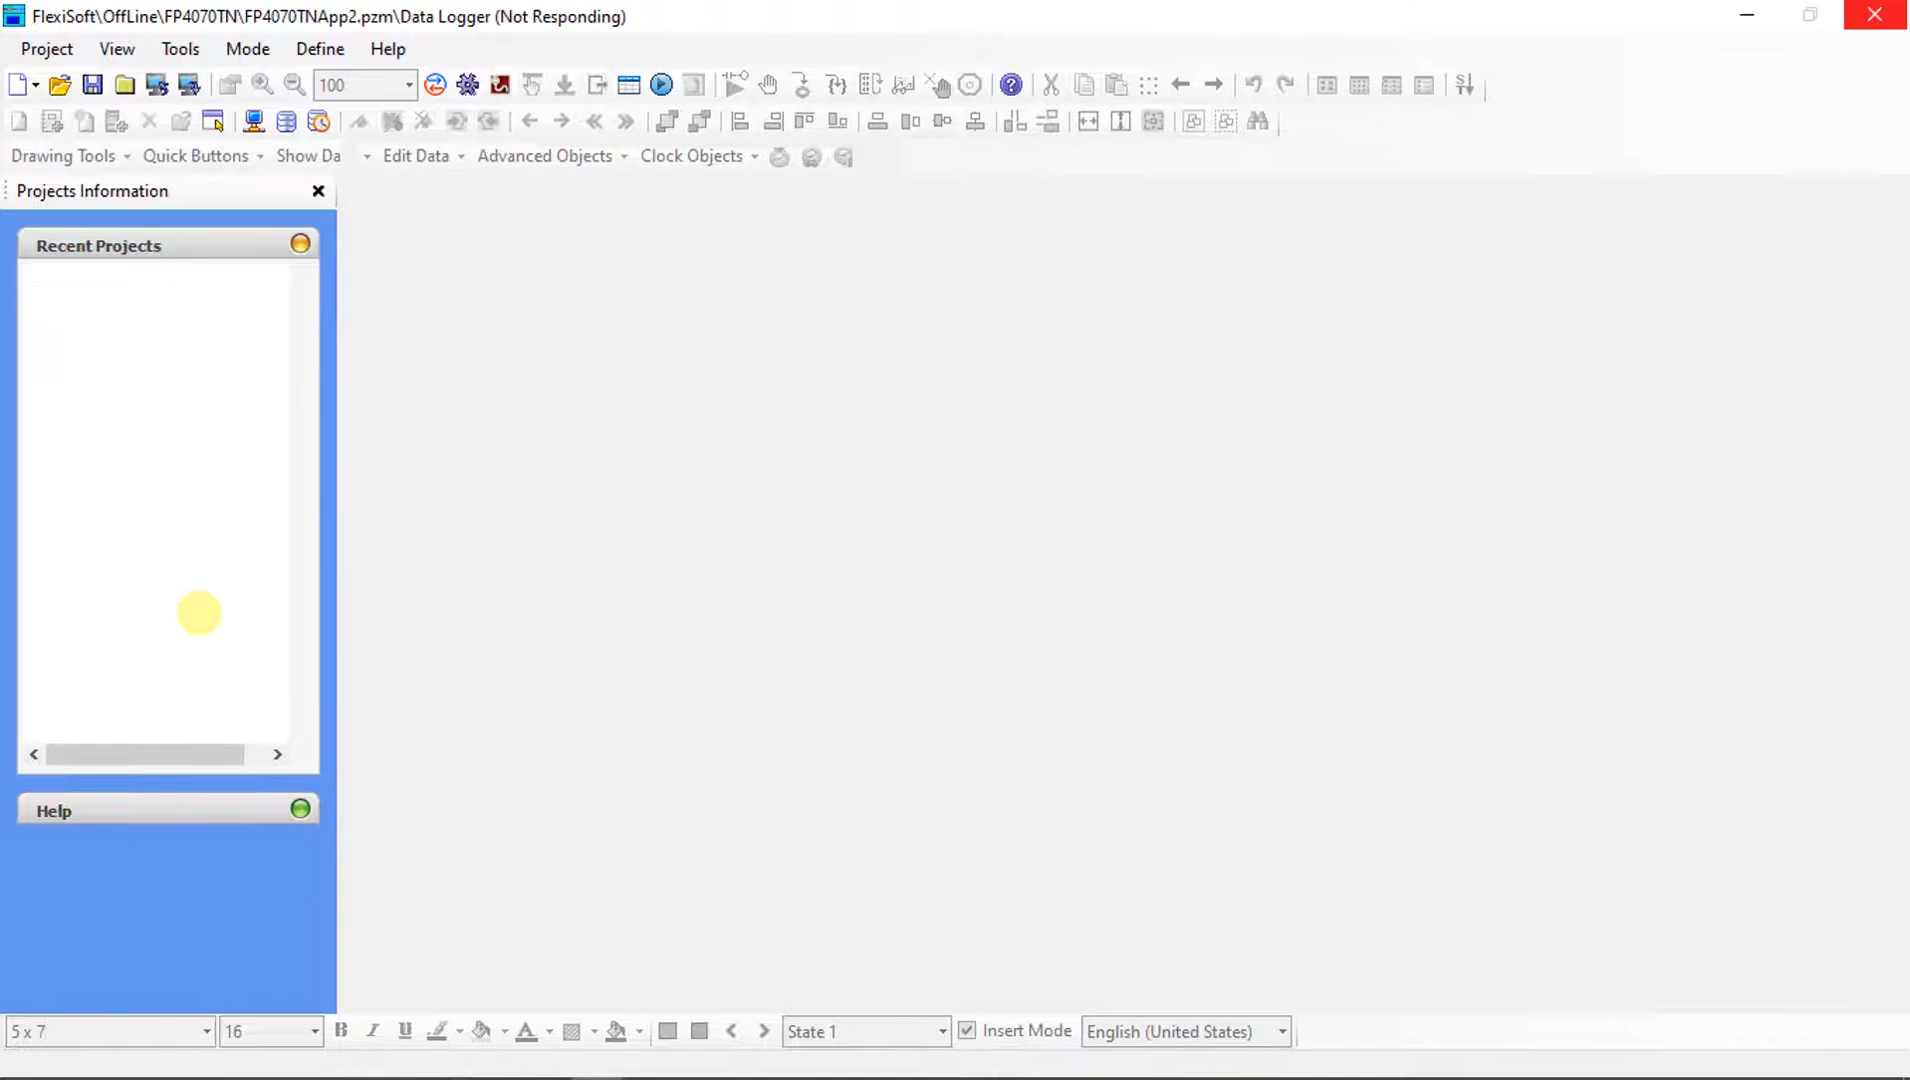 FlexiSoft\OffLine\FP4070TN\FP4070TNApp2.pzm\Data Logger (Not Responding)
Project View Tools Mode Define Help
100
Drawing Tools Quick Buttons Show Da Edit Data Advanced Objects Clock Objects
Projects Information
Recent Projects
Help
5 x 7 16 B I U A State 1 Insert Mode English (United States)